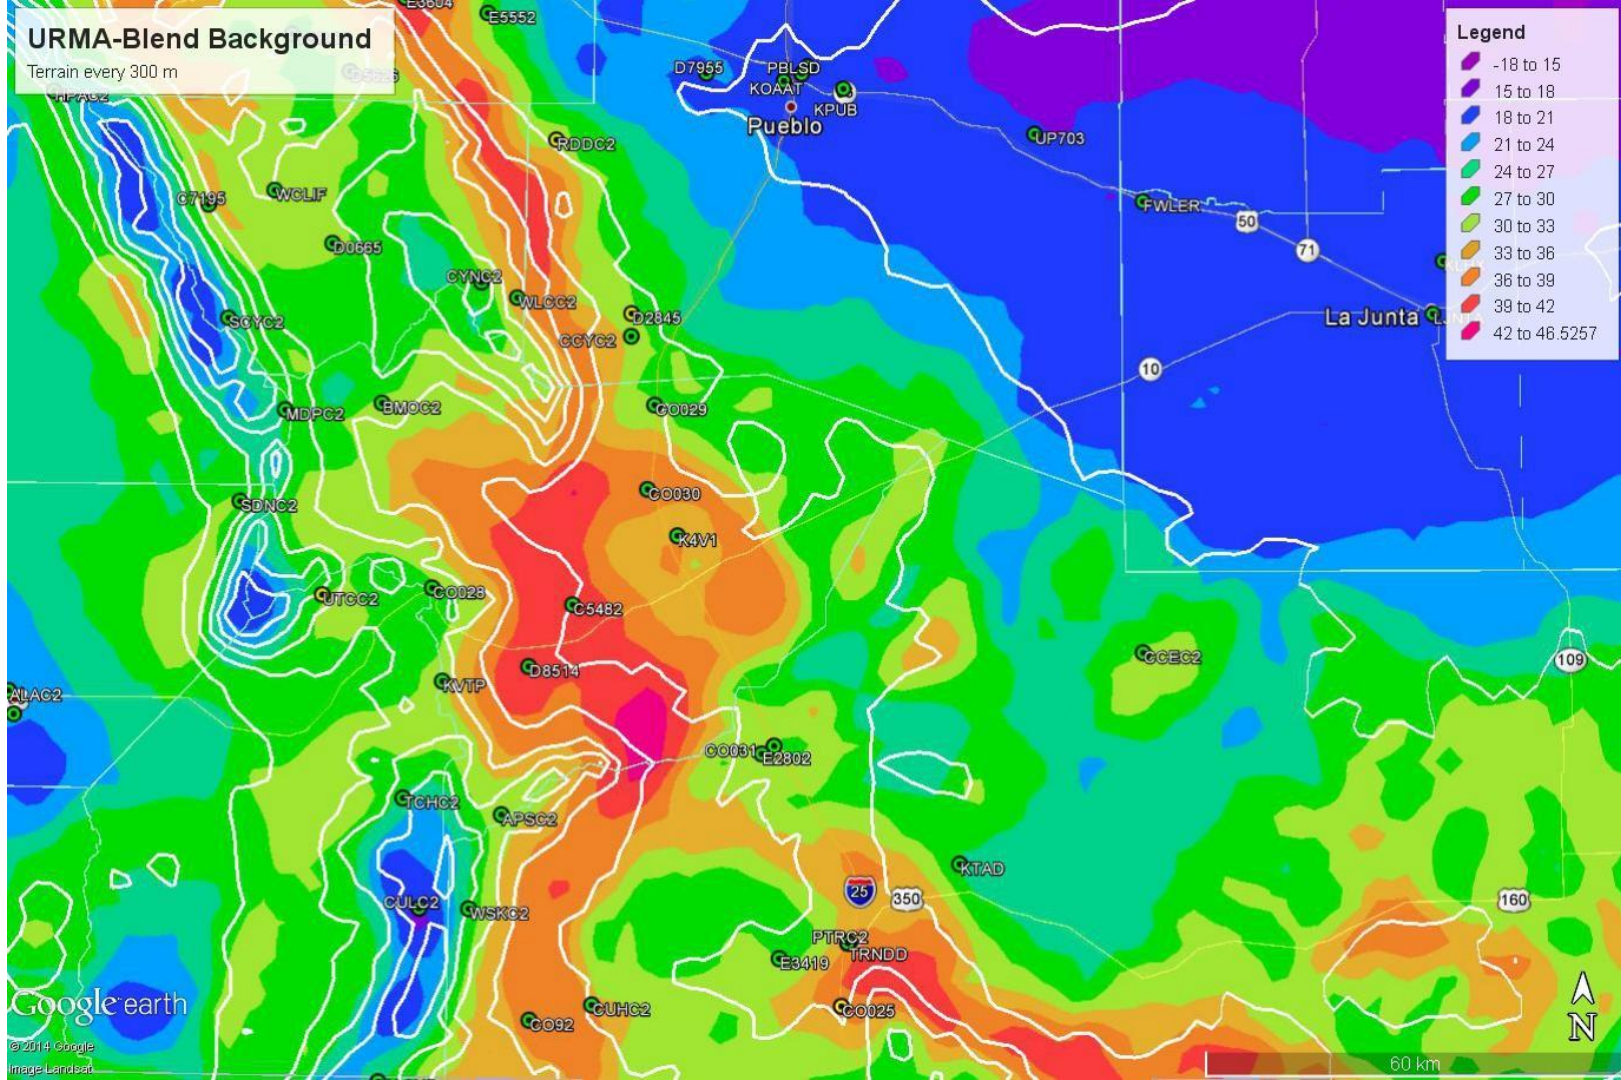 E3604
E5552
URMA-Blend Background
Terrain every 300 m
HPAC2
D7955
PBLSD
KOAAT
KPUB
Pueblo
Legend
-18 to 15
15 to 18
18 to 21
21 to 24
24 to 27
27 to 30
30 to 33
33 to 36
36 to 39
39 to 42
42 to 46.5257
RDDC2
UP703
C7195
WCLIF
FWLER
50
71
D0665
CYNC2
WLCC2
SCYC2
D2845
CCYC2
La Junta
10
MDPC2
BMOC2
CO029
SDNC2
CO030
K4V1
UTCC2
CO028
C5482
D8514
KVTP
CCEC2
109
ALAC2
CO031
E2802
TCHC2
APSC2
KTAD
25
350
160
CULC2
WSKC2
PTRC2
TRNDD
E3419
CUHC2
CO92
CO025
Google earth
N
© 2014 Google
Image Landsat
60 km